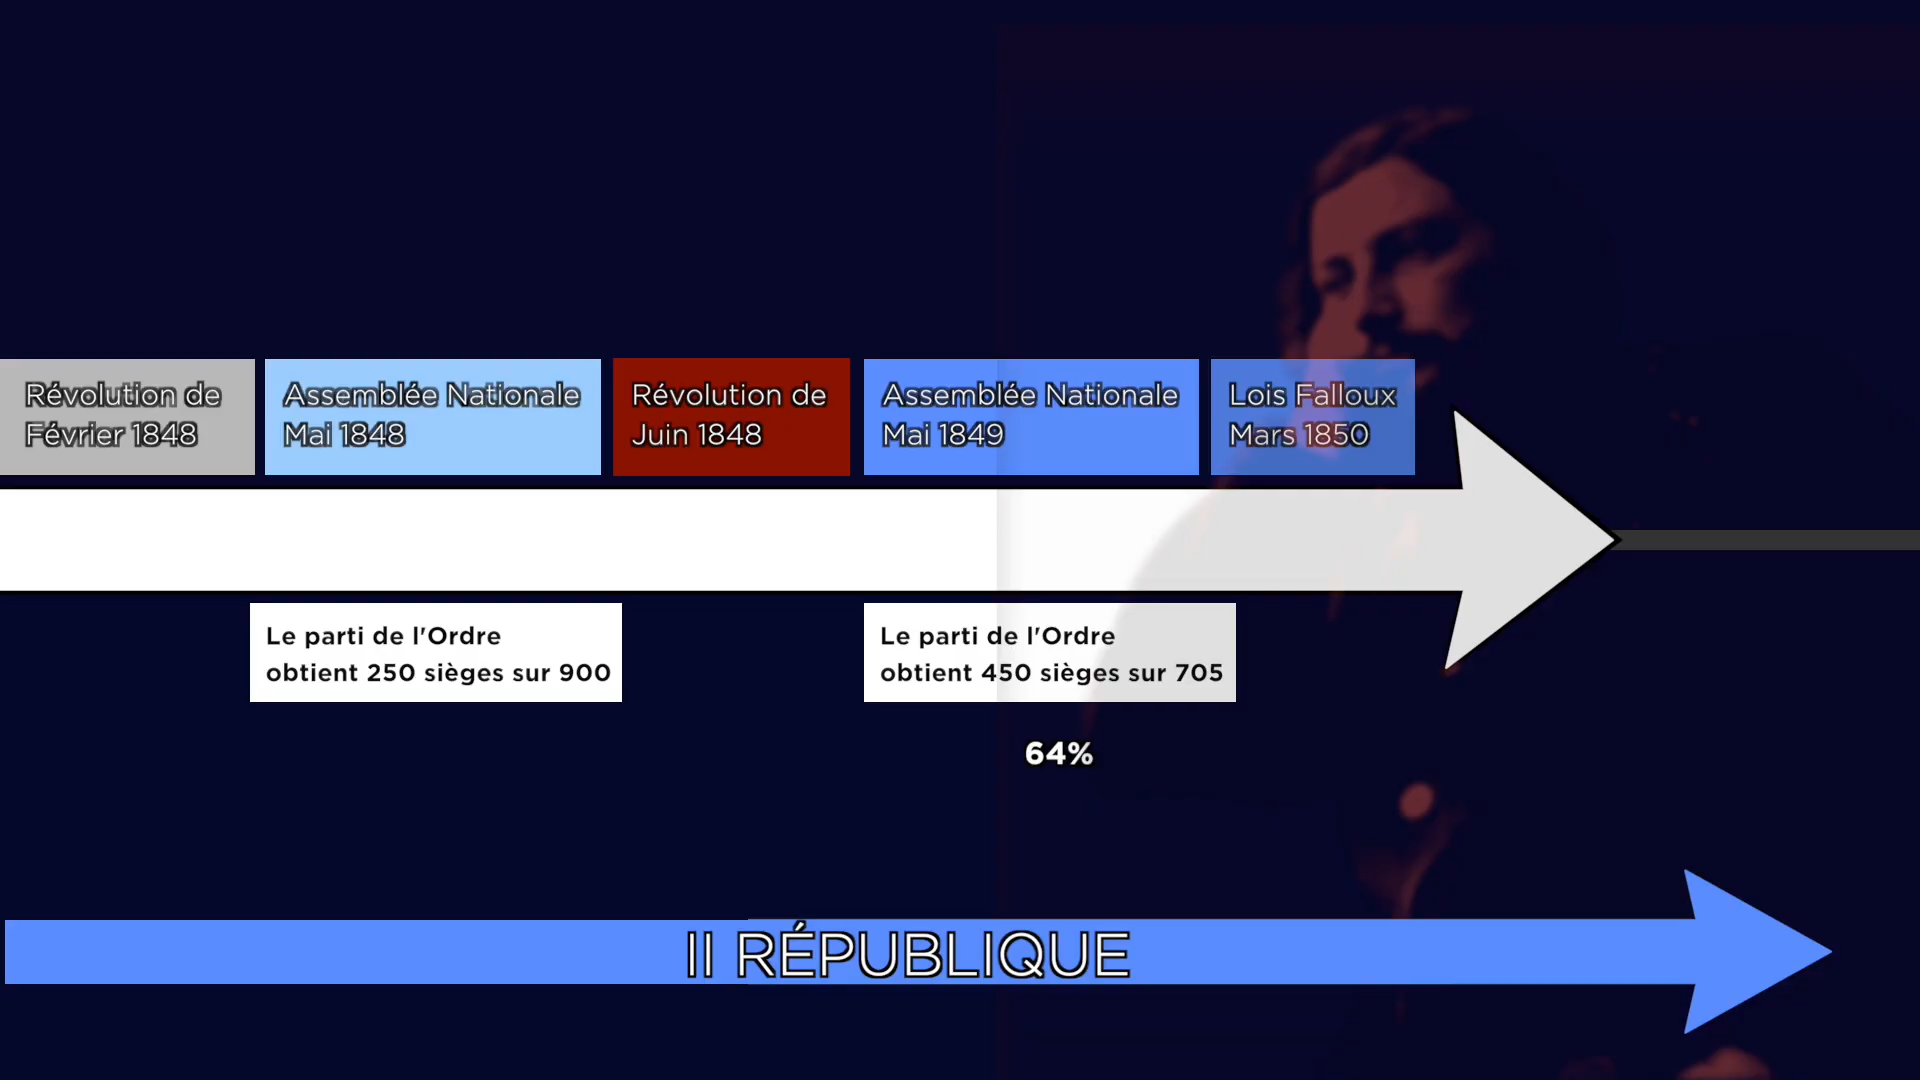 Révolution de
Février 1848
Assemblée Nationale
Mai 1848
Révolution de
Juin 1848
Assemblée Nationale
Mai 1849
Lois Falloux
Mars 1850
Le parti de l'Ordre
obtient 250 sièges sur 900
Le parti de l'Ordre
obtient 450 sièges sur 705
64%
II RÉPUBLIQUE